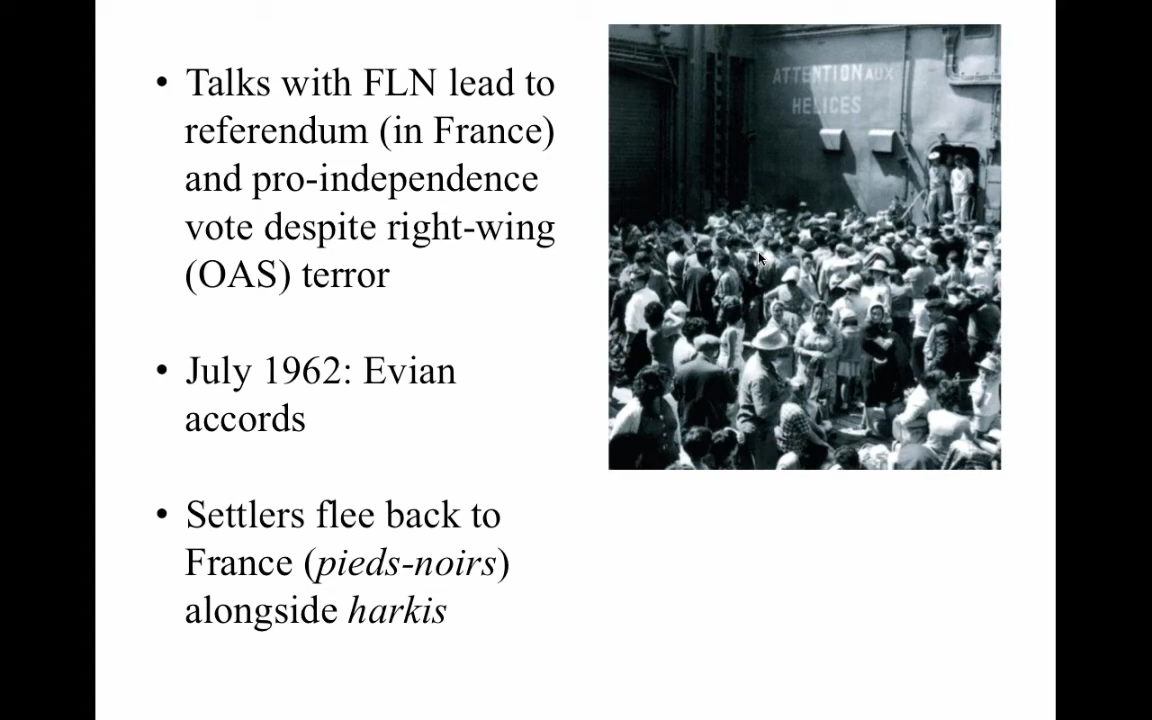 • Talks with FLN lead to
referendum (in France)
and pro-independence
vote despite right-wing
(OAS) terror
• July 1962: Evian
accords
• Settlers flee back to
France (pieds-noirs)
alongside harkis
ATTENTION AUX
HELICES